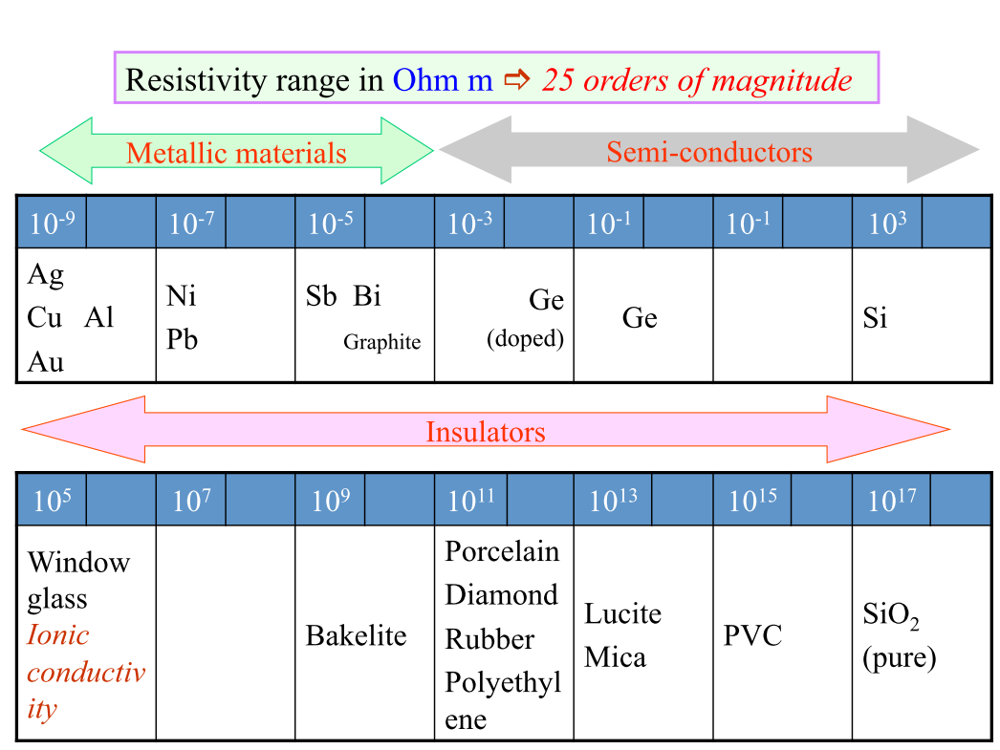 Resistivity range in Ohm m ⇨ 25 orders of magnitude
Metallic materials
Semi-conductors
10⁻⁹ 10⁻⁷ 10⁻⁵ 10⁻³ 10⁻¹ 10⁻¹ 10³
Ag
Cu Al
Au
Ni
Pb
Sb Bi
Graphite
Ge
(doped)
Ge
Si
Insulators
10⁵ 10⁷ 10⁹ 10¹¹ 10¹³ 10¹⁵ 10¹⁷
Window
glass
Ionic
conductiv
ity
Bakelite
Porcelain
Diamond
Rubber
Polyethyl
ene
Lucite
Mica
PVC
SiO₂
(pure)